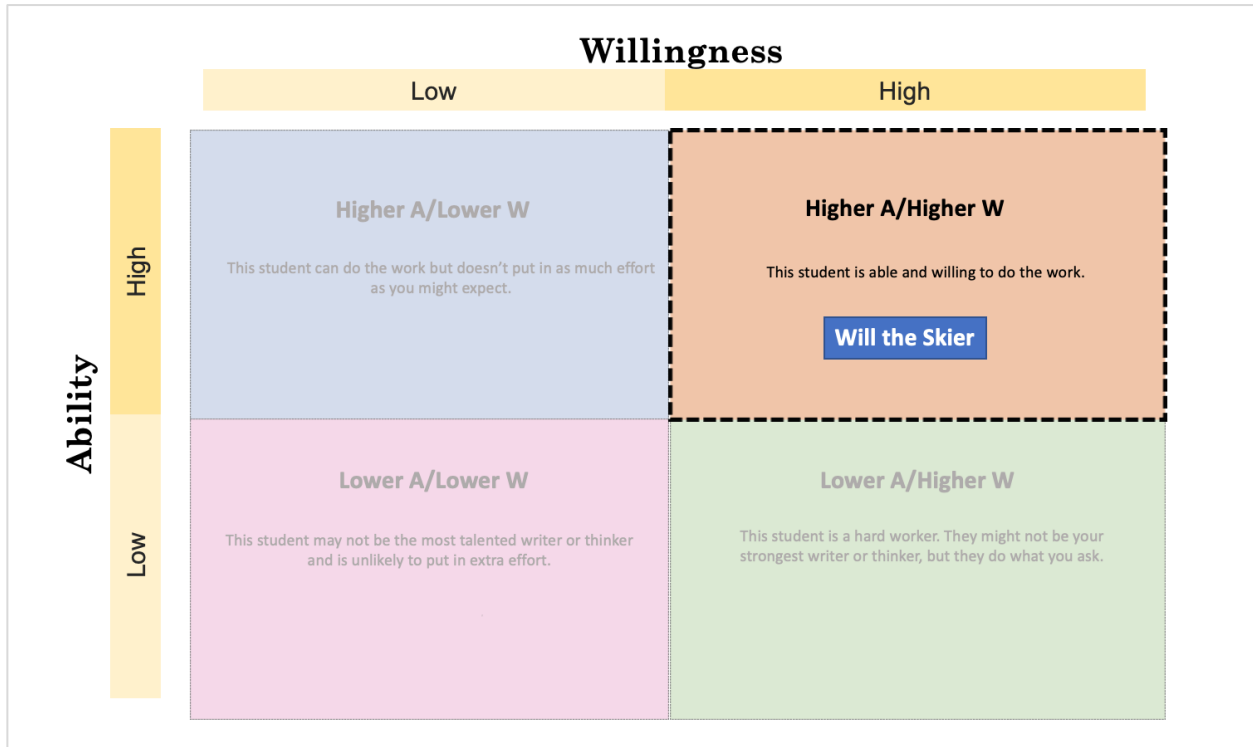 Willingness
Low
High
High
Ability
Low
Higher A/Lower W
This student can do the work but doesn’t put in as much effort
as you might expect.
Higher A/Higher W
This student is able and willing to do the work.
Will the Skier
Lower A/Lower W
This student may not be the most talented writer or thinker
and is unlikely to put in extra effort.
Lower A/Higher W
This student is a hard worker. They might not be your
strongest writer or thinker, but they do what you ask.